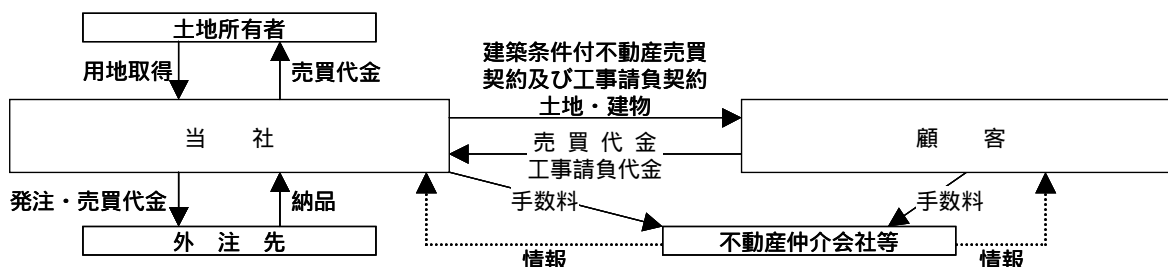 土地所有者
用地取得
売買代金
建築条件付不動産売買
契約及び工事請負契約
土地・建物
当　社
売 買 代 金
工事請負代金
顧　客
発注・売買代金
納品
手数料
手数料
外　注　先
不動産仲介会社等
情報
情報